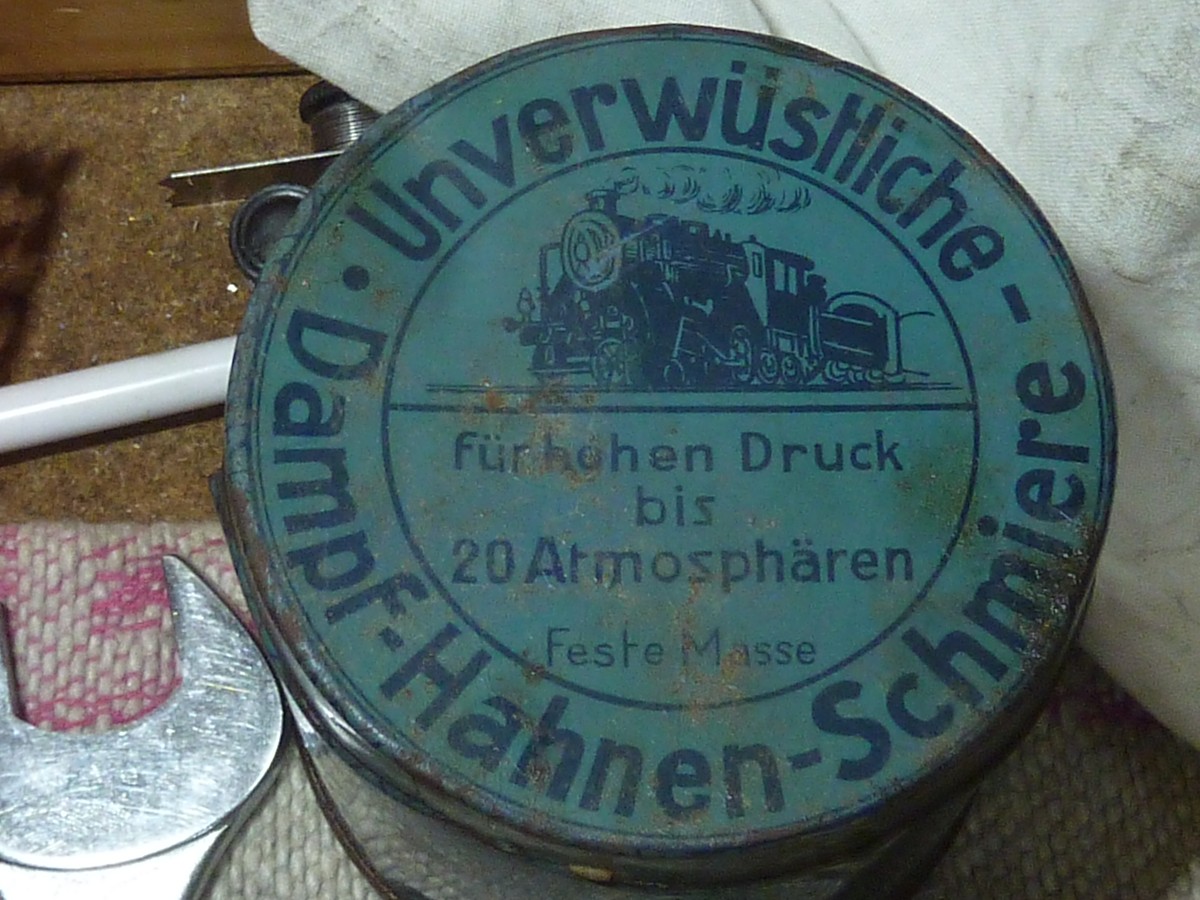 Unverwüstliche -
Dampf-Hahnen-Schmiere
für hohen Druck
bis
20 Atmosphären
Feste Masse